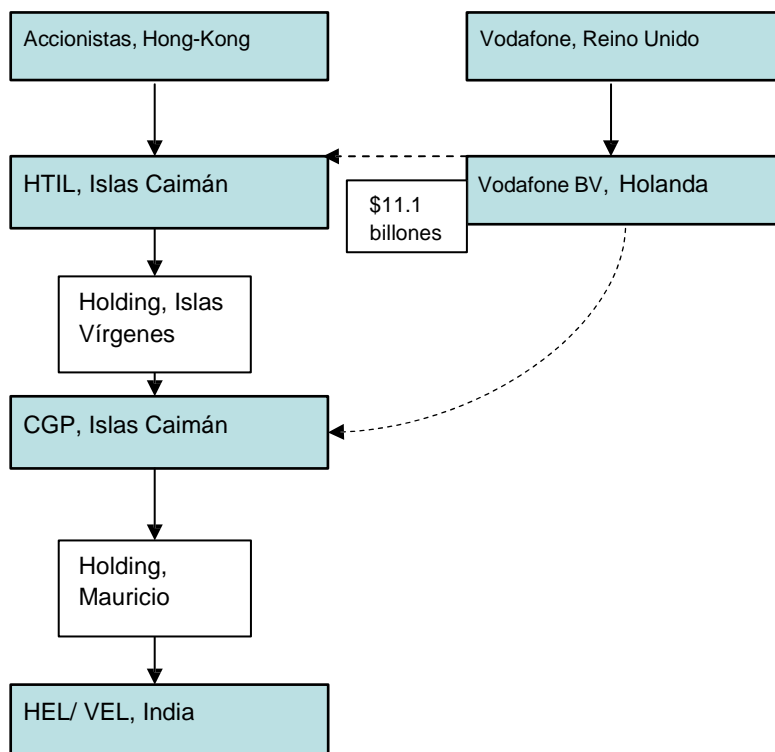 Accionistas, Hong-Kong
Vodafone, Reino Unido
HTIL, Islas Caimán
Vodafone BV, Holanda
$11.1
billones
Holding, Islas
Vírgenes
CGP, Islas Caimán
Holding,
Mauricio
HEL/ VEL, India